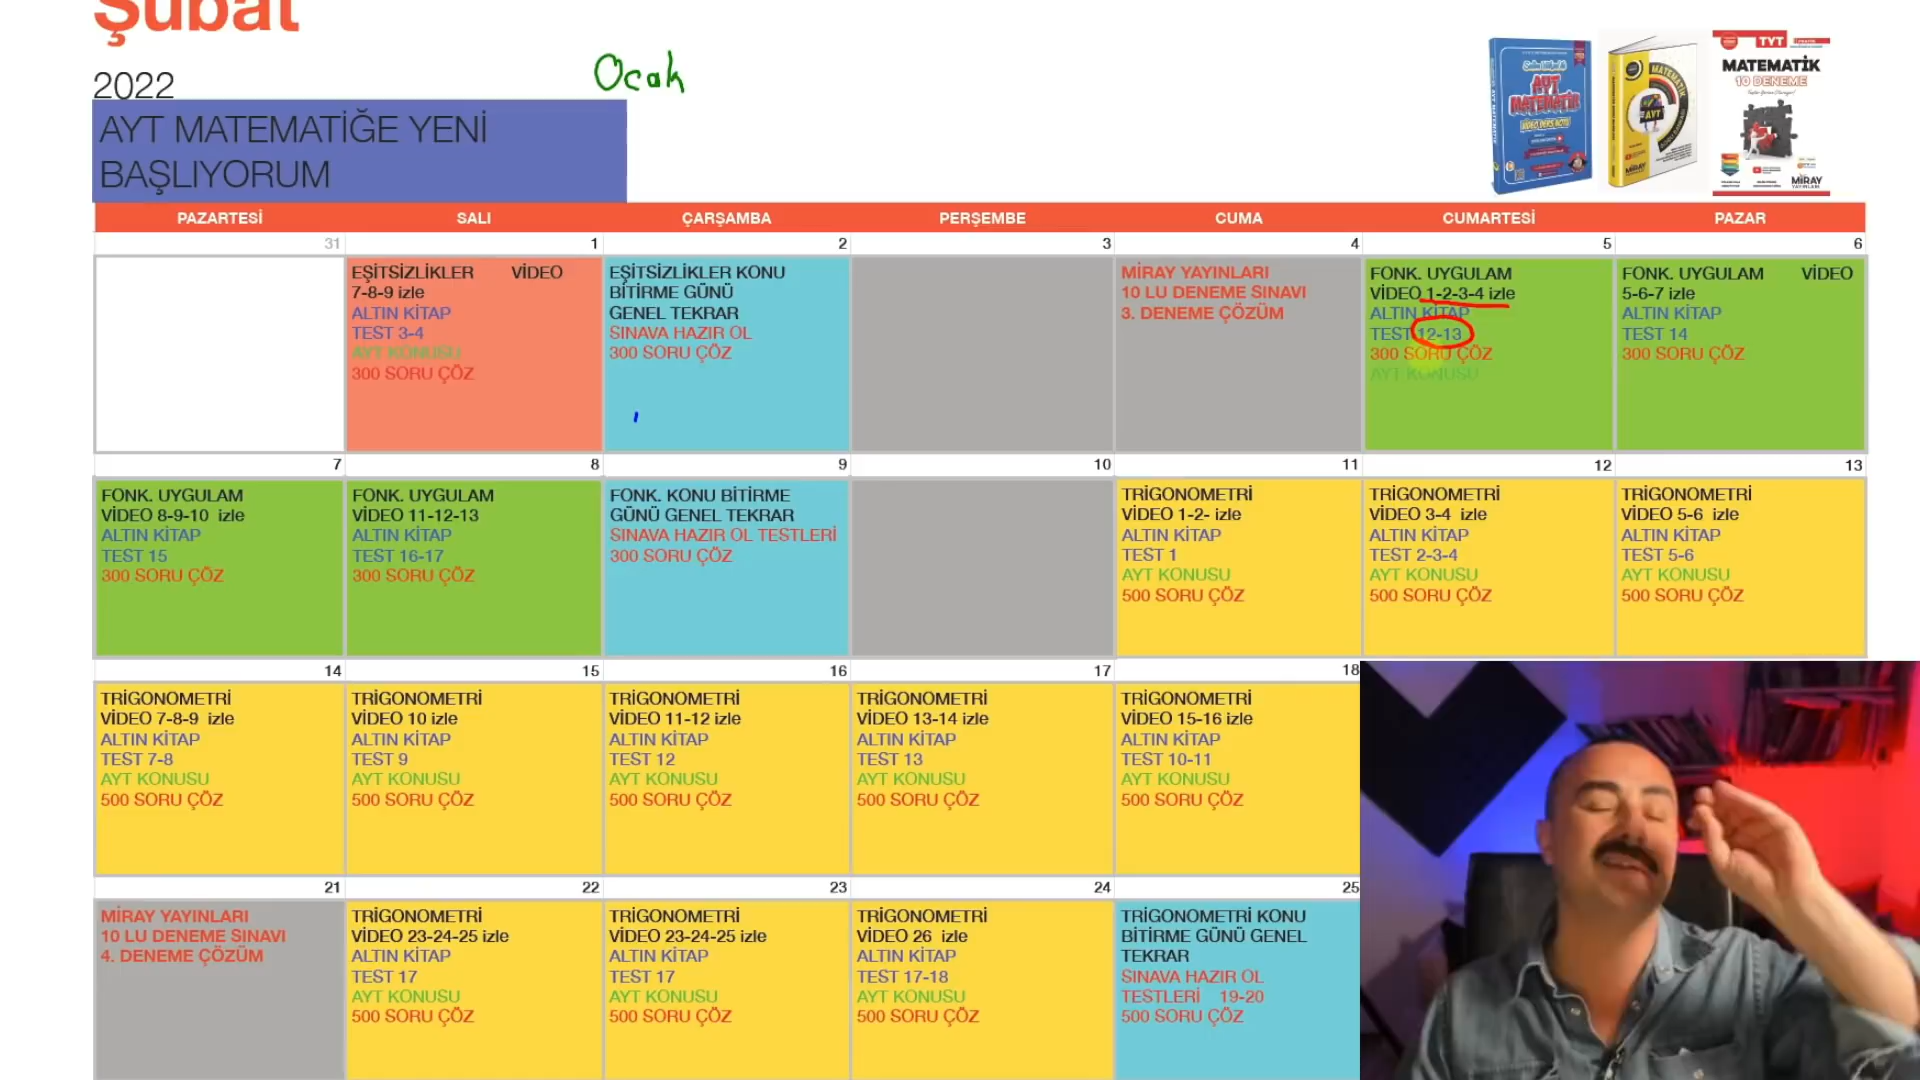 Şubat
2022
Ocak
AYT MATEMATİĞE YENİ
BAŞLIYORUM
AYT
MATEMATİK
MATEMATİK
AYT
MİRAY
TYT
MATEMATİK
10 DENEME
MİRAY
PAZARTESİ SALI ÇARŞAMBA PERŞEMBE CUMA CUMARTESİ PAZAR
31 1 2 3 4 5 6
EŞİTSİZLİKLER VİDEO
7-8-9 izle
ALTIN KİTAP
TEST 3-4
AYT KONUSU
300 SORU ÇÖZ
EŞİTSİZLİKLER KONU
BİTİRME GÜNÜ
GENEL TEKRAR
SINAVA HAZIR OL
300 SORU ÇÖZ
MİRAY YAYINLARI
10 LU DENEME SINAVI
3. DENEME ÇÖZÜM
FONK. UYGULAM
VİDEO 1-2-3-4 izle
ALTIN KİTAP
TEST 12-13
300 SORU ÇÖZ
AYT KONUSU
FONK. UYGULAM VİDEO
5-6-7 izle
ALTIN KİTAP
TEST 14
300 SORU ÇÖZ
7 8 9 10 11 12 13
FONK. UYGULAM
VİDEO 8-9-10 izle
ALTIN KİTAP
TEST 15
300 SORU ÇÖZ
FONK. UYGULAM
VİDEO 11-12-13
ALTIN KİTAP
TEST 16-17
300 SORU ÇÖZ
FONK. KONU BİTİRME
GÜNÜ GENEL TEKRAR
SINAVA HAZIR OL TESTLERİ
300 SORU ÇÖZ
TRİGONOMETRİ
VİDEO 1-2- izle
ALTIN KİTAP
TEST 1
AYT KONUSU
500 SORU ÇÖZ
TRİGONOMETRİ
VİDEO 3-4 izle
ALTIN KİTAP
TEST 2-3-4
AYT KONUSU
500 SORU ÇÖZ
TRİGONOMETRİ
VİDEO 5-6 izle
ALTIN KİTAP
TEST 5-6
AYT KONUSU
500 SORU ÇÖZ
14 15 16 17 18
TRİGONOMETRİ
VİDEO 7-8-9 izle
ALTIN KİTAP
TEST 7-8
AYT KONUSU
500 SORU ÇÖZ
TRİGONOMETRİ
VİDEO 10 izle
ALTIN KİTAP
TEST 9
AYT KONUSU
500 SORU ÇÖZ
TRİGONOMETRİ
VİDEO 11-12 izle
ALTIN KİTAP
TEST 12
AYT KONUSU
500 SORU ÇÖZ
TRİGONOMETRİ
VİDEO 13-14 izle
ALTIN KİTAP
TEST 13
AYT KONUSU
500 SORU ÇÖZ
TRİGONOMETRİ
VİDEO 15-16 izle
ALTIN KİTAP
TEST 10-11
AYT KONUSU
500 SORU ÇÖZ
21 22 23 24 25
MİRAY YAYINLARI
10 LU DENEME SINAVI
4. DENEME ÇÖZÜM
TRİGONOMETRİ
VİDEO 23-24-25 izle
ALTIN KİTAP
TEST 17
AYT KONUSU
500 SORU ÇÖZ
TRİGONOMETRİ
VİDEO 23-24-25 izle
ALTIN KİTAP
TEST 17
AYT KONUSU
500 SORU ÇÖZ
TRİGONOMETRİ
VİDEO 26 izle
ALTIN KİTAP
TEST 17-18
AYT KONUSU
500 SORU ÇÖZ
TRİGONOMETRİ KONU
BİTİRME GÜNÜ GENEL
TEKRAR
SINAVA HAZIR OL
TESTLERİ 19-20
500 SORU ÇÖZ